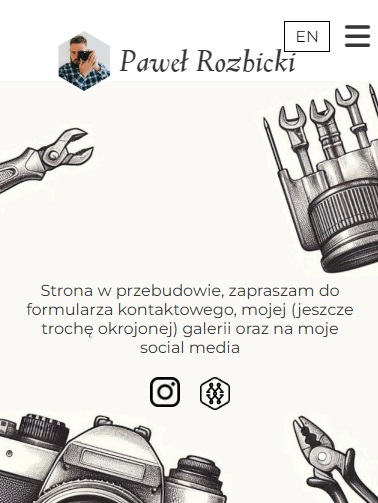 EN
Paweł Rozbicki
Strona w przebudowie, zapraszam do
formularza kontaktowego, mojej (jeszcze
trochę okrojonej) galerii oraz na moje
social media